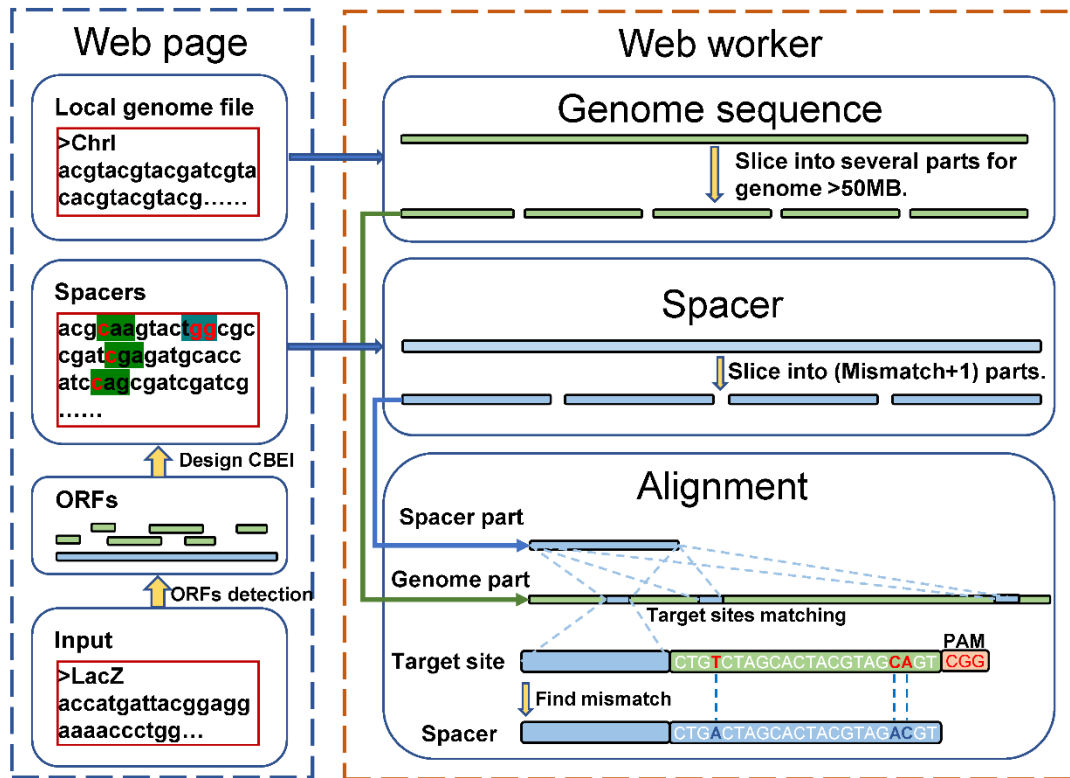 Web page
Local genome file
>ChrI
acgtacgtacgatcgta
cacgtacgtacg……
Spacers
acgcaagtactggcgc
cgatcgagatgcacc
atccagcgatcgatcg
……
Design CBEI
ORFs
ORFs detection
Input
>LacZ
accatgattacggagg
aaaaccctgg…
Web worker
Genome sequence
Slice into several parts for
genome >50MB.
Spacer
Slice into (Mismatch+1) parts.
Alignment
Spacer part
Genome part
Target sites matching
PAM
Target site
CTGTCTAGCACTACGTAGCAGT
CGG
Find mismatch
Spacer
CTGACTAGCACTACGTAGACGT